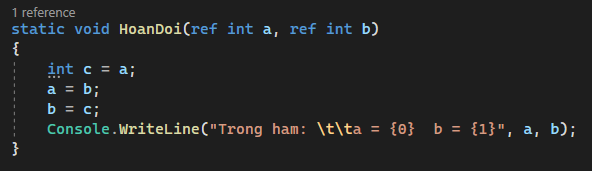 1 reference
static void HoanDoi(ref int a, ref int b)
{
    int c = a;
    a = b;
    b = c;
    Console.WriteLine("Trong ham: \t\ta = {0}  b = {1}", a, b);
}